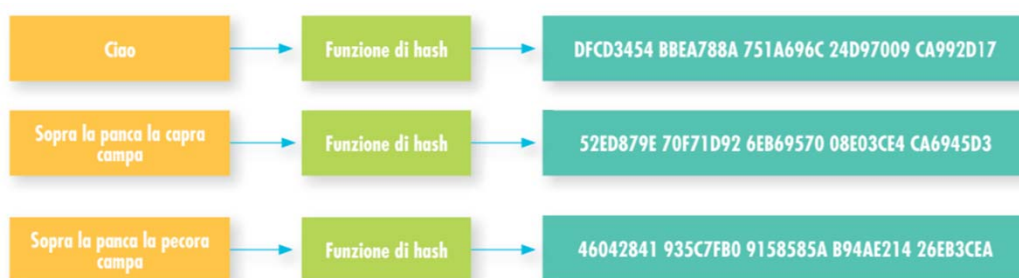 Ciao
Funzione di hash
DFCD3454 BBEA788A 751A696C 24D97009 CA992D17
Sopra la panca la capra
campa
Funzione di hash
52ED879E 70F71D92 6EB69570 08E03CE4 CA6945D3
Sopra la panca la pecora
campa
Funzione di hash
46042841 935C7FB0 9158585A B94AE214 26EB3CEA